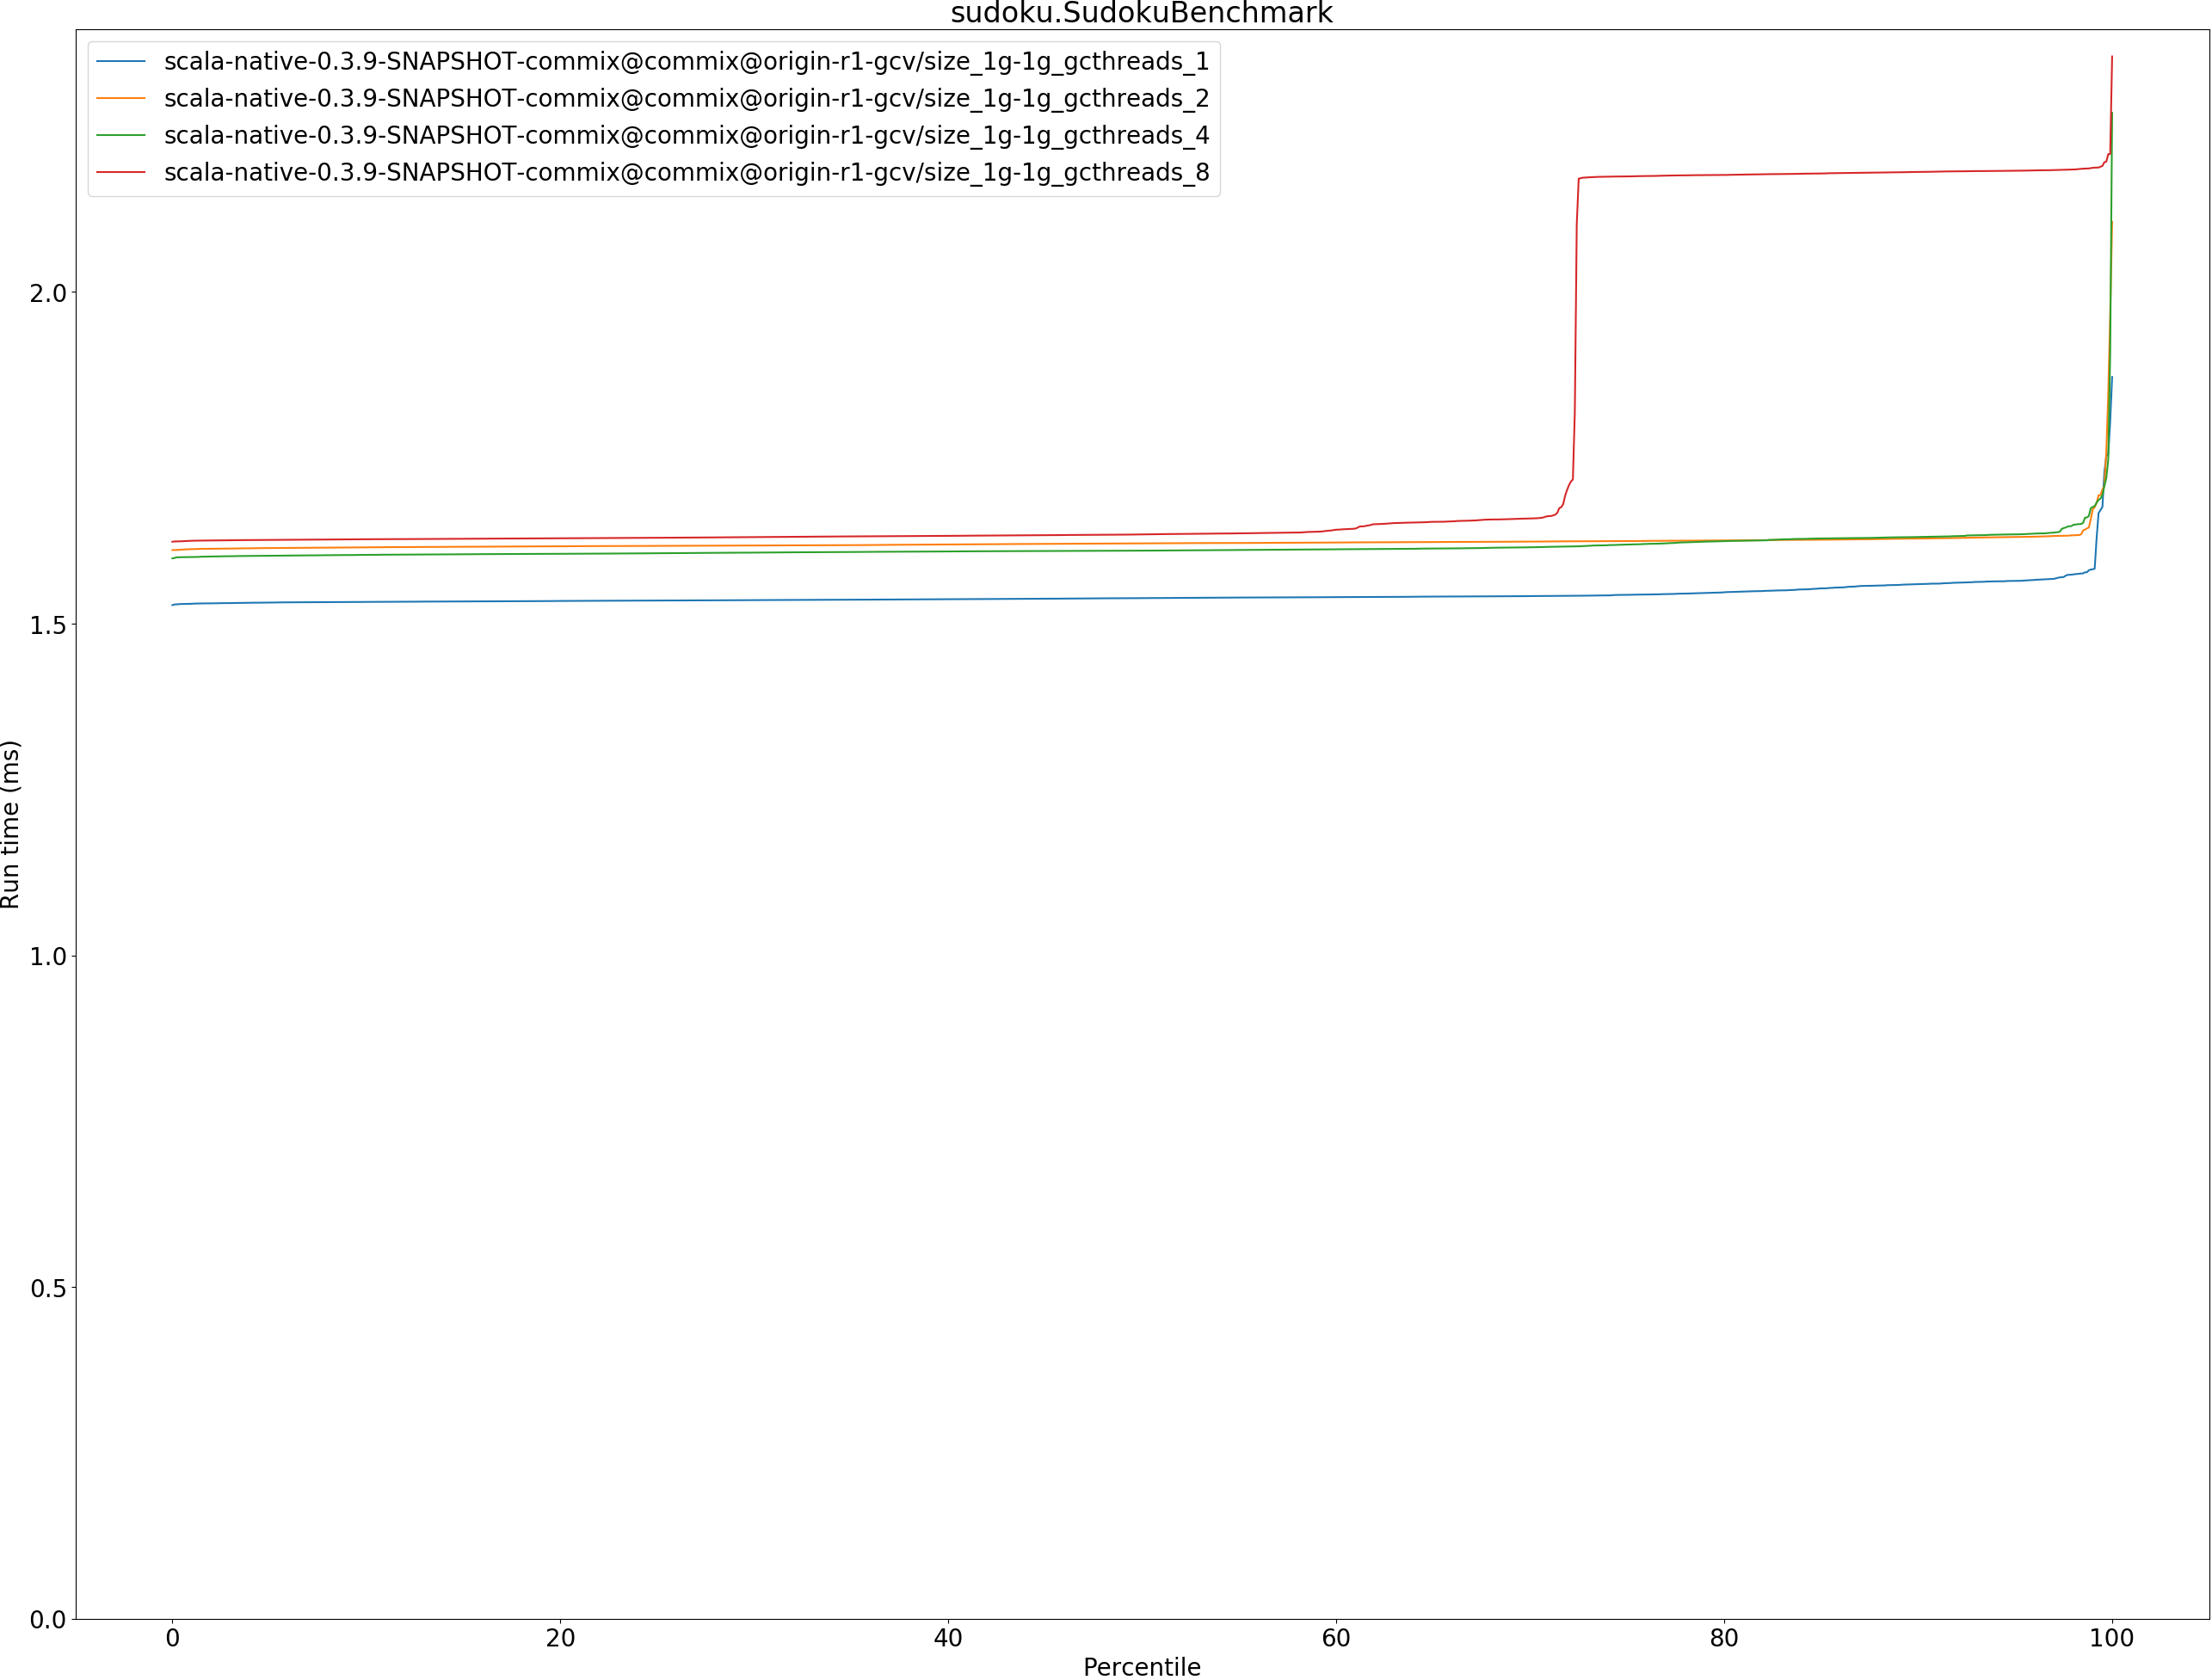 sudoku.SudokuBenchmark
scala-native-0.3.9-SNAPSHOT-commix@commix@origin-r1-gcv/size_1g-1g_gcthreads_1
scala-native-0.3.9-SNAPSHOT-commix@commix@origin-r1-gcv/size_1g-1g_gcthreads_2
scala-native-0.3.9-SNAPSHOT-commix@commix@origin-r1-gcv/size_1g-1g_gcthreads_4
scala-native-0.3.9-SNAPSHOT-commix@commix@origin-r1-gcv/size_1g-1g_gcthreads_8
2.0
1.5
1.0
0.5
0.0
Run time (ms)
0 20 40 60 80 100
Percentile